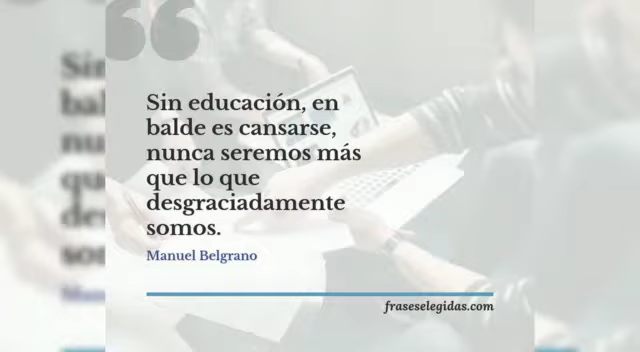 Sin educación, en
balde es cansarse,
nunca seremos más
que lo que
desgraciadamente
somos.
Manuel Belgrano
fraseselegidas.com